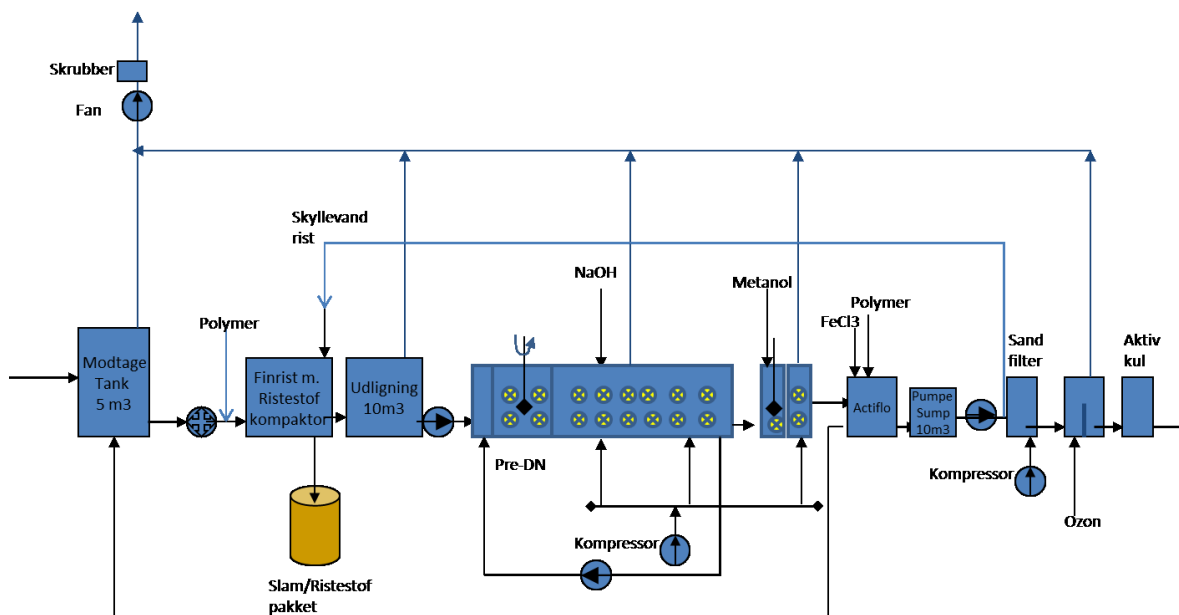 Skrubber
Fan
Skyllevand
rist
NaOH
Metanol
Polymer
FeCl3
Polymer
Sand
filter
Aktiv
kul
Modtage
Tank
5 m3
Finrist m.
Ristestof
kompaktor
Udligning
10m3
Actiflo
Pumpe
Sump
10m3
Pre-DN
Kompressor
Kompressor
Ozon
Slam/Ristestof
pakket